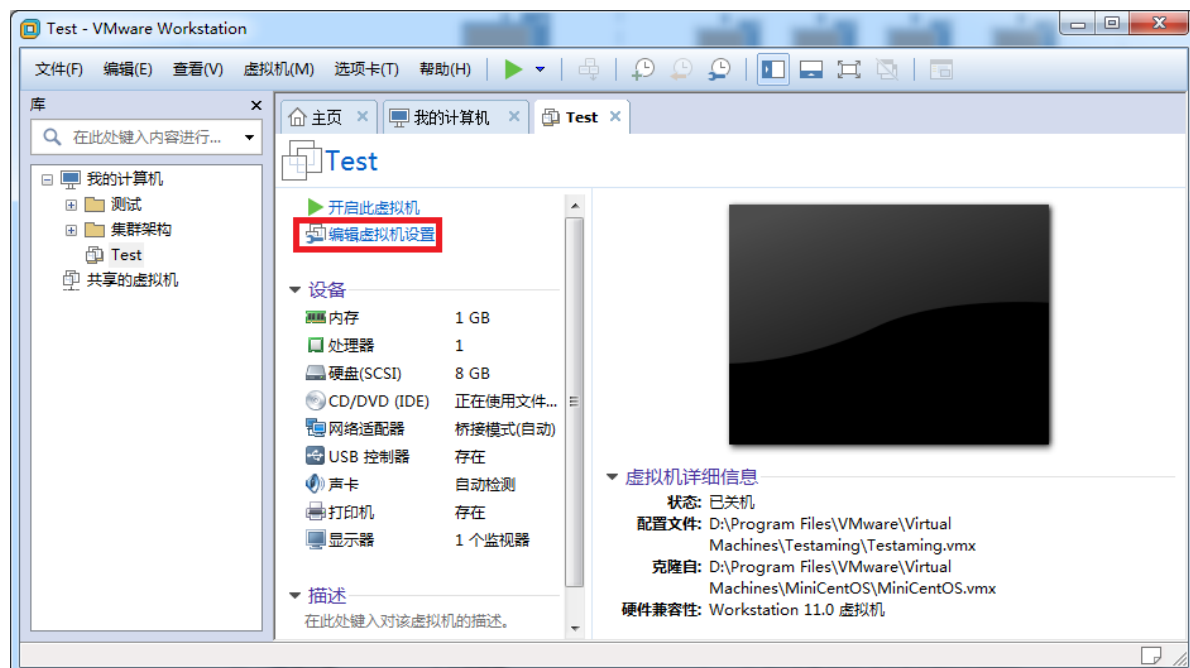 Test - VMware Workstation
文件(F) 编辑(E) 查看(V) 虚拟机(M) 选项卡(T) 帮助(H)
库
在此处键入内容进行...
我的计算机
测试
集群架构
Test
共享的虚拟机
主页 我的计算机 Test
Test
开启此虚拟机
编辑虚拟机设置
设备
内存 1 GB
处理器 1
硬盘(SCSI) 8 GB
CD/DVD (IDE) 正在使用文件...
网络适配器 桥接模式(自动)
USB 控制器 存在
声卡 自动检测
打印机 存在
显示器 1 个监视器
描述
在此处键入对该虚拟机的描述。
虚拟机详细信息
状态: 已关机
配置文件: D:\Program Files\VMware\Virtual
Machines\Testaming\Testaming.vmx
克隆自: D:\Program Files\VMware\Virtual
Machines\MiniCentOS\MiniCentOS.vmx
硬件兼容性: Workstation 11.0 虚拟机